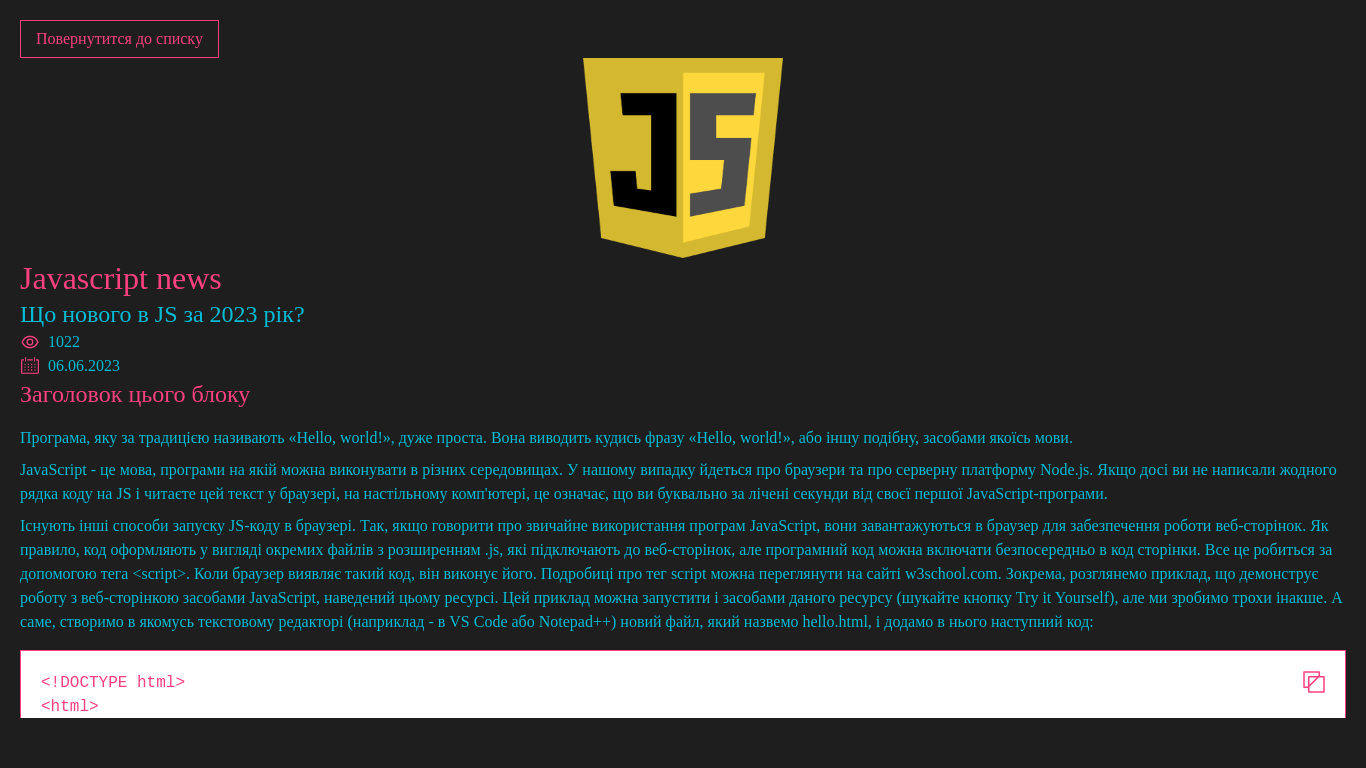 Повернутится до списку
JS
Javascript news
Що нового в JS за 2023 рік?
1022
06.06.2023
Заголовок цього блоку
Програма, яку за традицією називають «Hello, world!», дуже проста. Вона виводить кудись фразу «Hello, world!», або іншу подібну, засобами якоїсь мови.
JavaScript - це мова, програми на якій можна виконувати в різних середовищах. У нашому випадку йдеться про браузери та про серверну платформу Node.js. Якщо досі ви не написали жодного
рядка коду на JS і читаєте цей текст у браузері, на настільному комп'ютері, це означає, що ви буквально за лічені секунди від своєї першої JavaScript-програми.
Існують інші способи запуску JS-коду в браузері. Так, якщо говорити про звичайне використання програм JavaScript, вони завантажуються в браузер для забезпечення роботи веб-сторінок. Як
правило, код оформляють у вигляді окремих файлів з розширенням .js, які підключають до веб-сторінок, але програмний код можна включати безпосередньо в код сторінки. Все це робиться за
допомогою тега <script>. Коли браузер виявляє такий код, він виконує його. Подробиці про тег script можна переглянути на сайті w3school.com. Зокрема, розглянемо приклад, що демонструє
роботу з веб-сторінкою засобами JavaScript, наведений цьому ресурсі. Цей приклад можна запустити і засобами даного ресурсу (шукайте кнопку Try it Yourself), але ми зробимо трохи інакше. А
саме, створимо в якомусь текстовому редакторі (наприклад - в VS Code або Notepad++) новий файл, який назвемо hello.html, і додамо в нього наступний код:
<!DOCTYPE html>
<html>